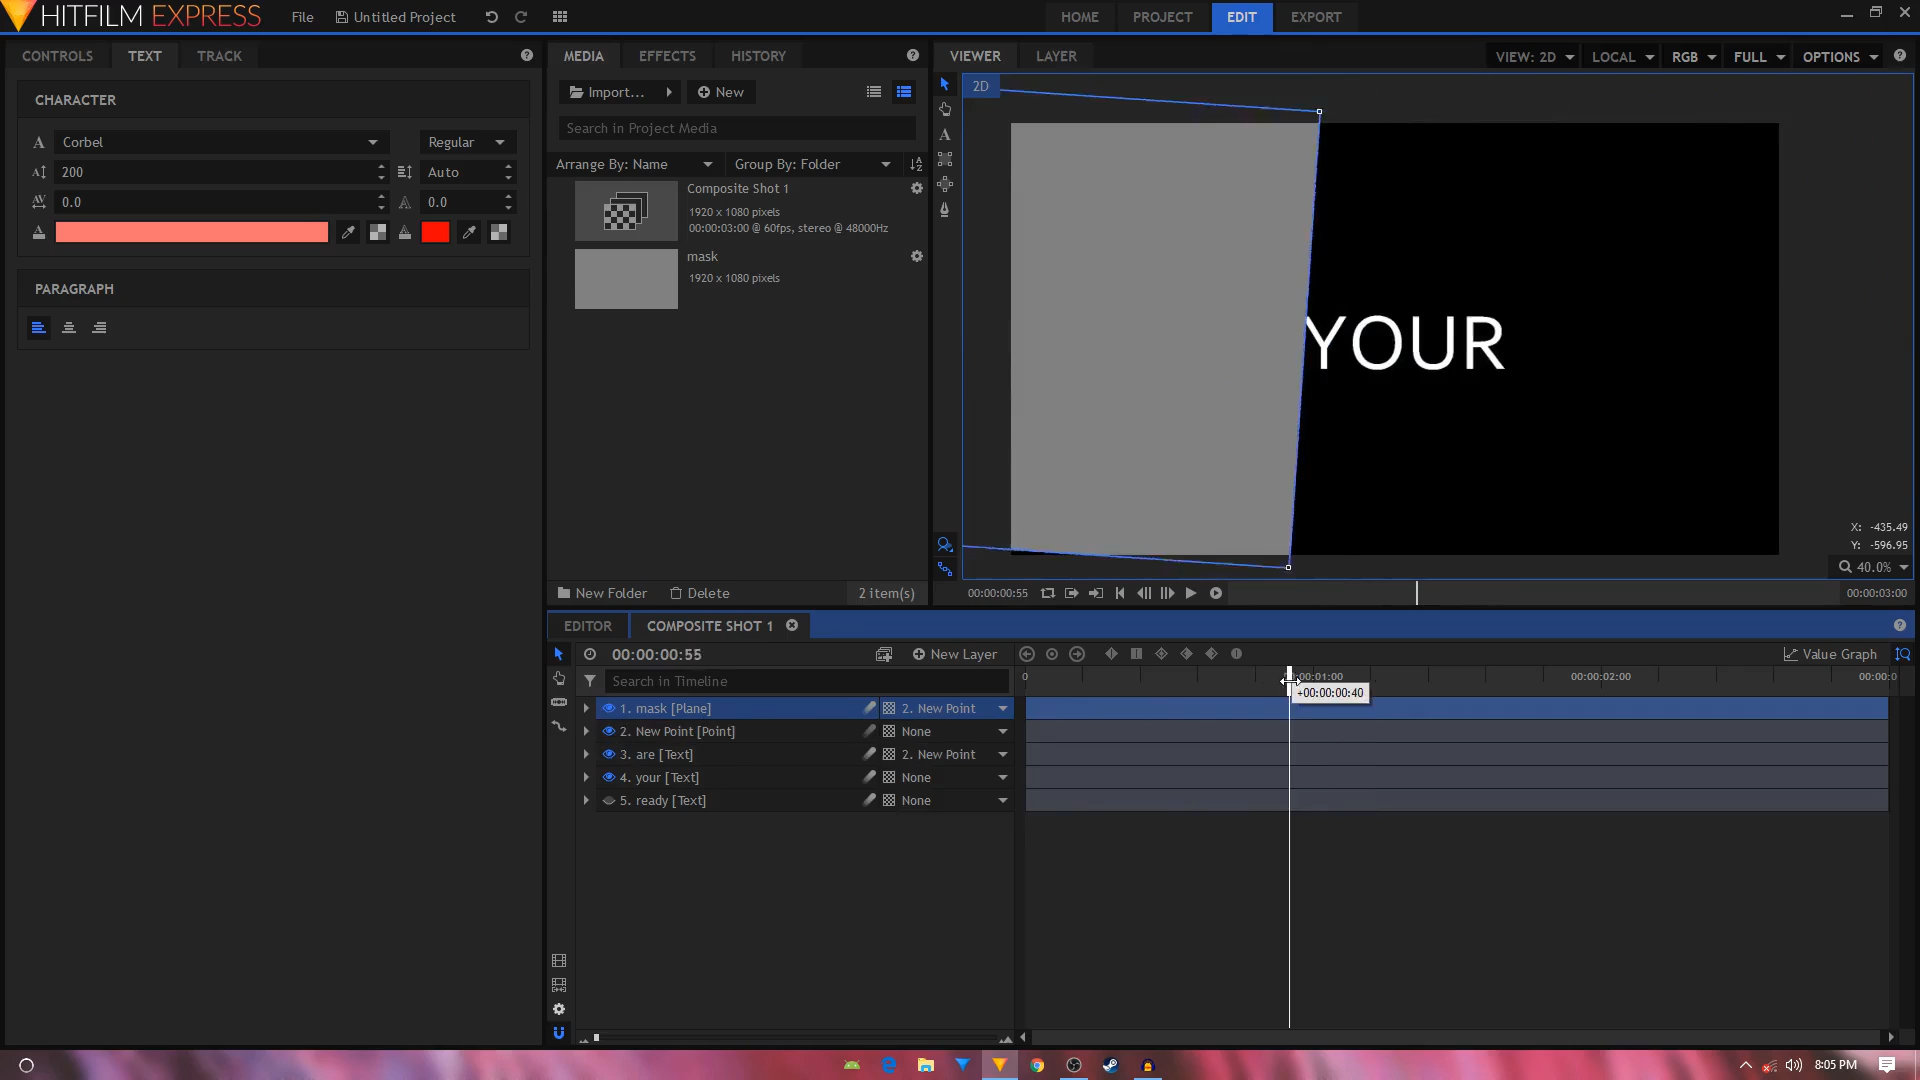 HITFILM EXPRESS File Untitled Project HOME PROJECT EDIT EXPORT
CONTROLS TEXT TRACK
CHARACTER
A Corbel Regular
200 Auto
0.0 0.0
PARAGRAPH
MEDIA EFFECTS HISTORY
Import... New
Search in Project Media
Arrange By: Name Group By: Folder
Composite Shot 1
1920 x 1080 pixels
00:00:03:00 @ 60fps, stereo @ 48000Hz
mask
1920 x 1080 pixels
New Folder Delete 2 item(s)
VIEWER LAYER VIEW: 2D LOCAL RGB FULL OPTIONS
2D
YOUR
X: -435.49
Y: -596.95
40.0%
00:00:00:55 00:00:03:00
EDITOR COMPOSITE SHOT 1
00:00:00:55 New Layer Value Graph
Search in Timeline
0 00:00:01:00 00:00:02:00 00:00:0
+00:00:00:40
1. mask [Plane] 2. New Point
2. New Point [Point] None
3. are [Text] 2. New Point
4. your [Text] None
5. ready [Text] None
8:05 PM